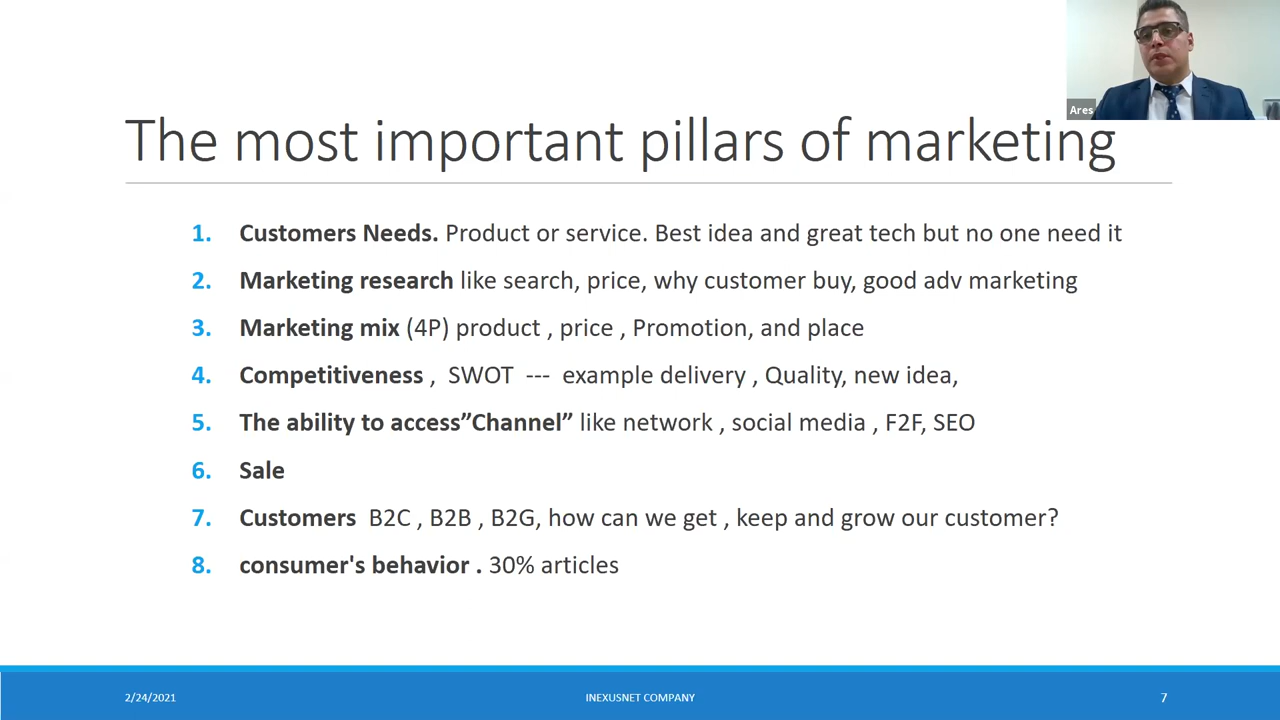 Ares
The most important pillars of marketing
1. Customers Needs. Product or service. Best idea and great tech but no one need it
2. Marketing research like search, price, why customer buy, good adv marketing
3. Marketing mix (4P) product , price , Promotion, and place
4. Competitiveness , SWOT --- example delivery , Quality, new idea,
5. The ability to access”Channel” like network , social media , F2F, SEO
6. Sale
7. Customers B2C , B2B , B2G, how can we get , keep and grow our customer?
8. consumer's behavior . 30% articles
2/24/2021 INEXUSNET COMPANY 7